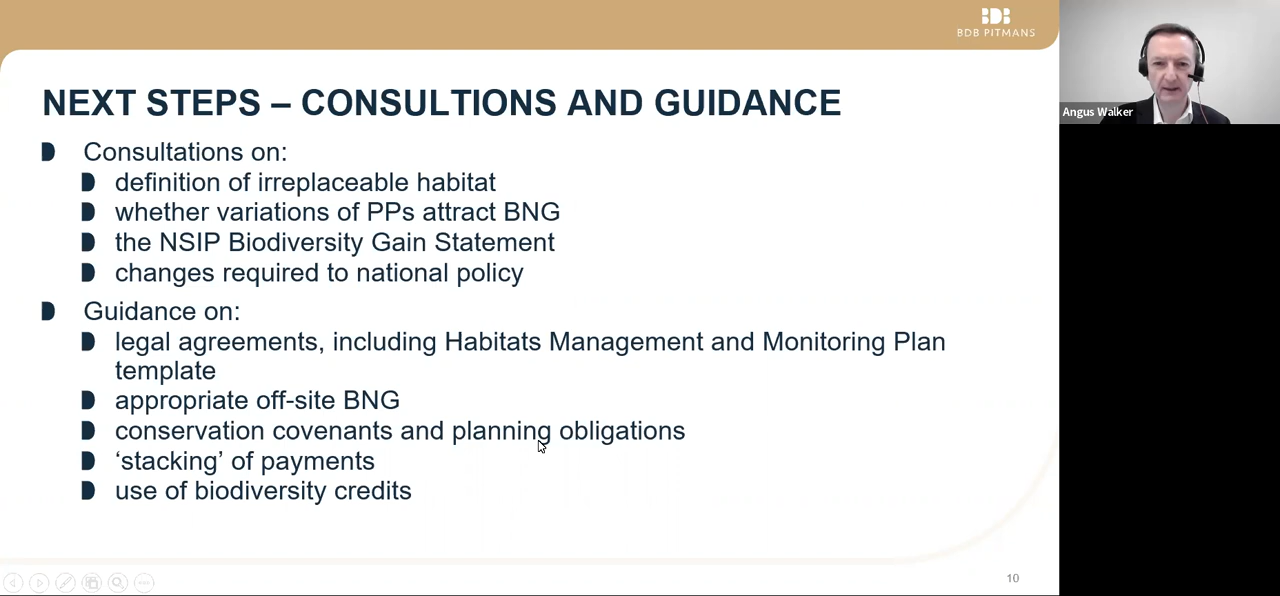 BDB PITMANS
NEXT STEPS – CONSULTIONS AND GUIDANCE
Consultations on:
definition of irreplaceable habitat
whether variations of PPs attract BNG
the NSIP Biodiversity Gain Statement
changes required to national policy
Guidance on:
legal agreements, including Habitats Management and Monitoring Plan
template
appropriate off-site BNG
conservation covenants and planning obligations
‘stacking’ of payments
use of biodiversity credits
10
Angus Walker